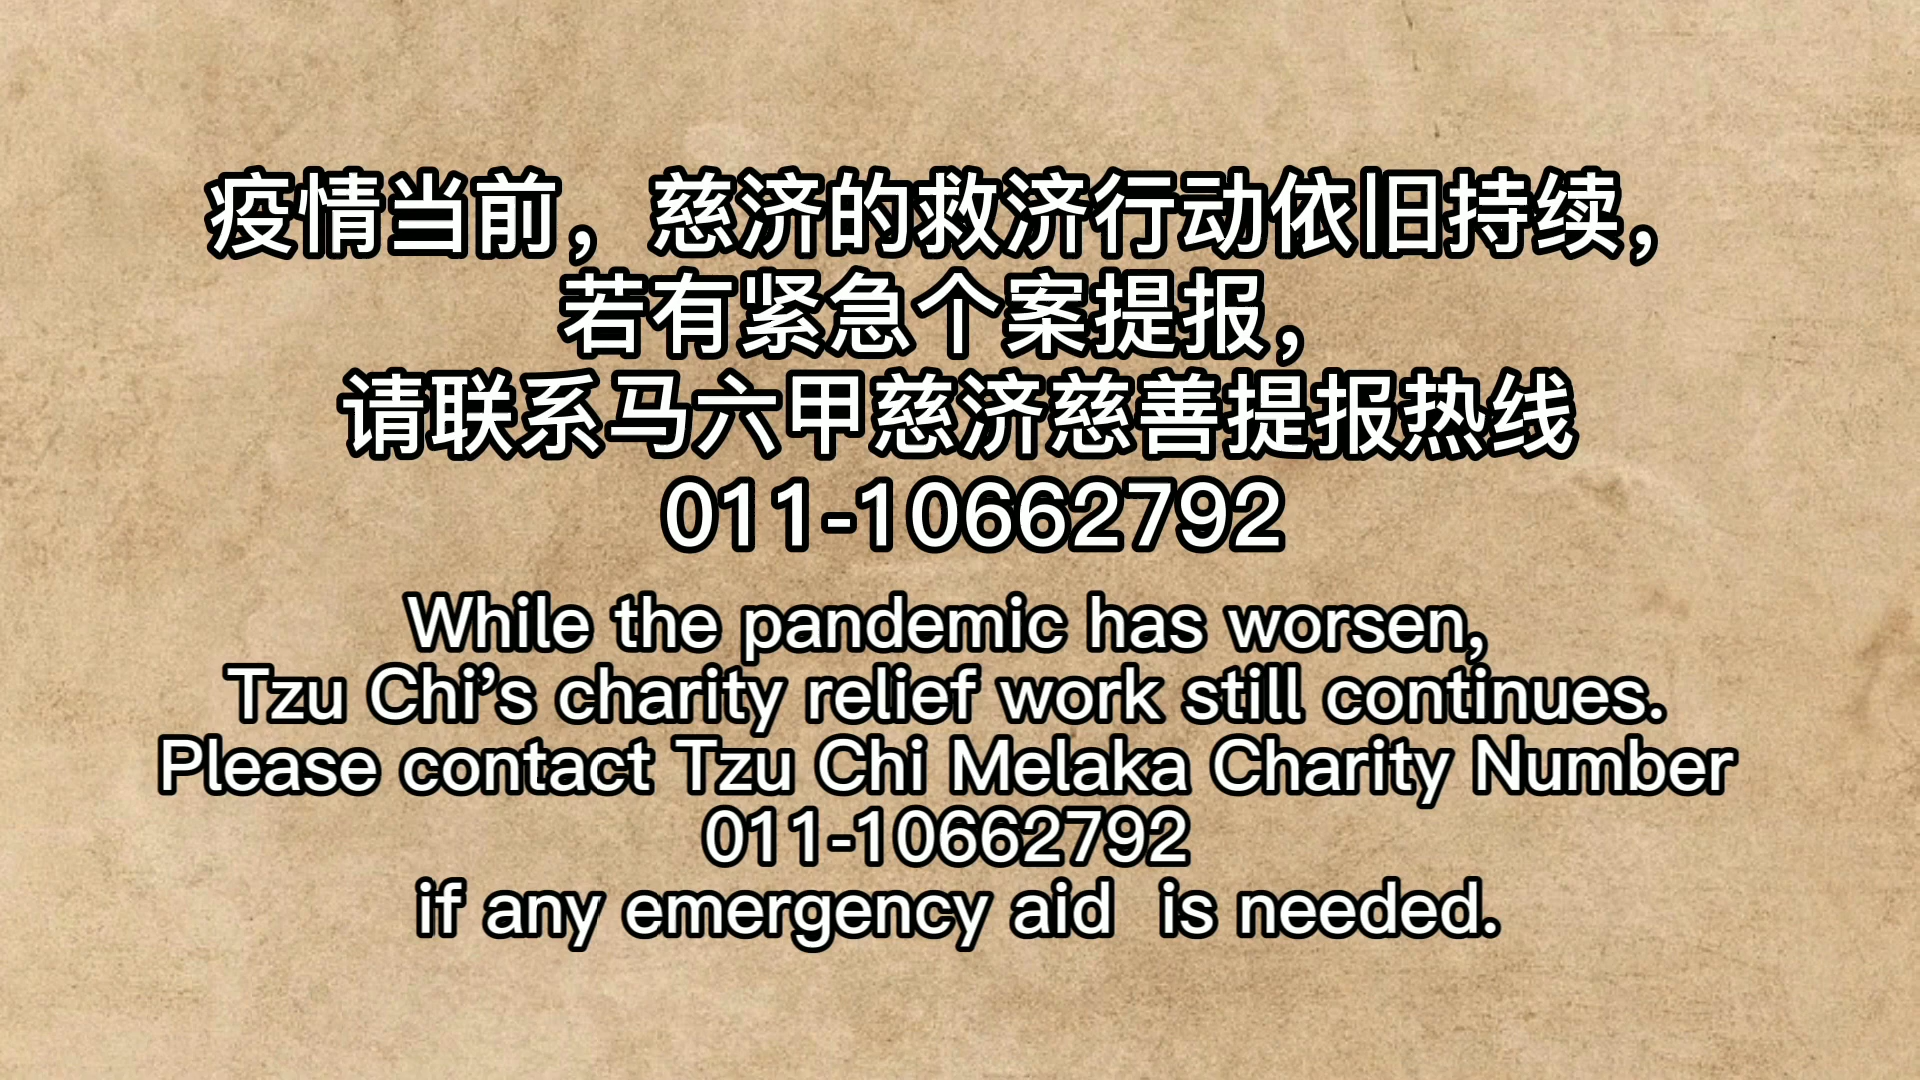 疫情当前，慈济的救济行动依旧持续，
若有紧急个案提报，
请联系马六甲慈济慈善提报热线
011-10662792
While the pandemic has worsen,
Tzu Chi’s charity relief work still continues.
Please contact Tzu Chi Melaka Charity Number
011-10662792
if any emergency aid  is needed.